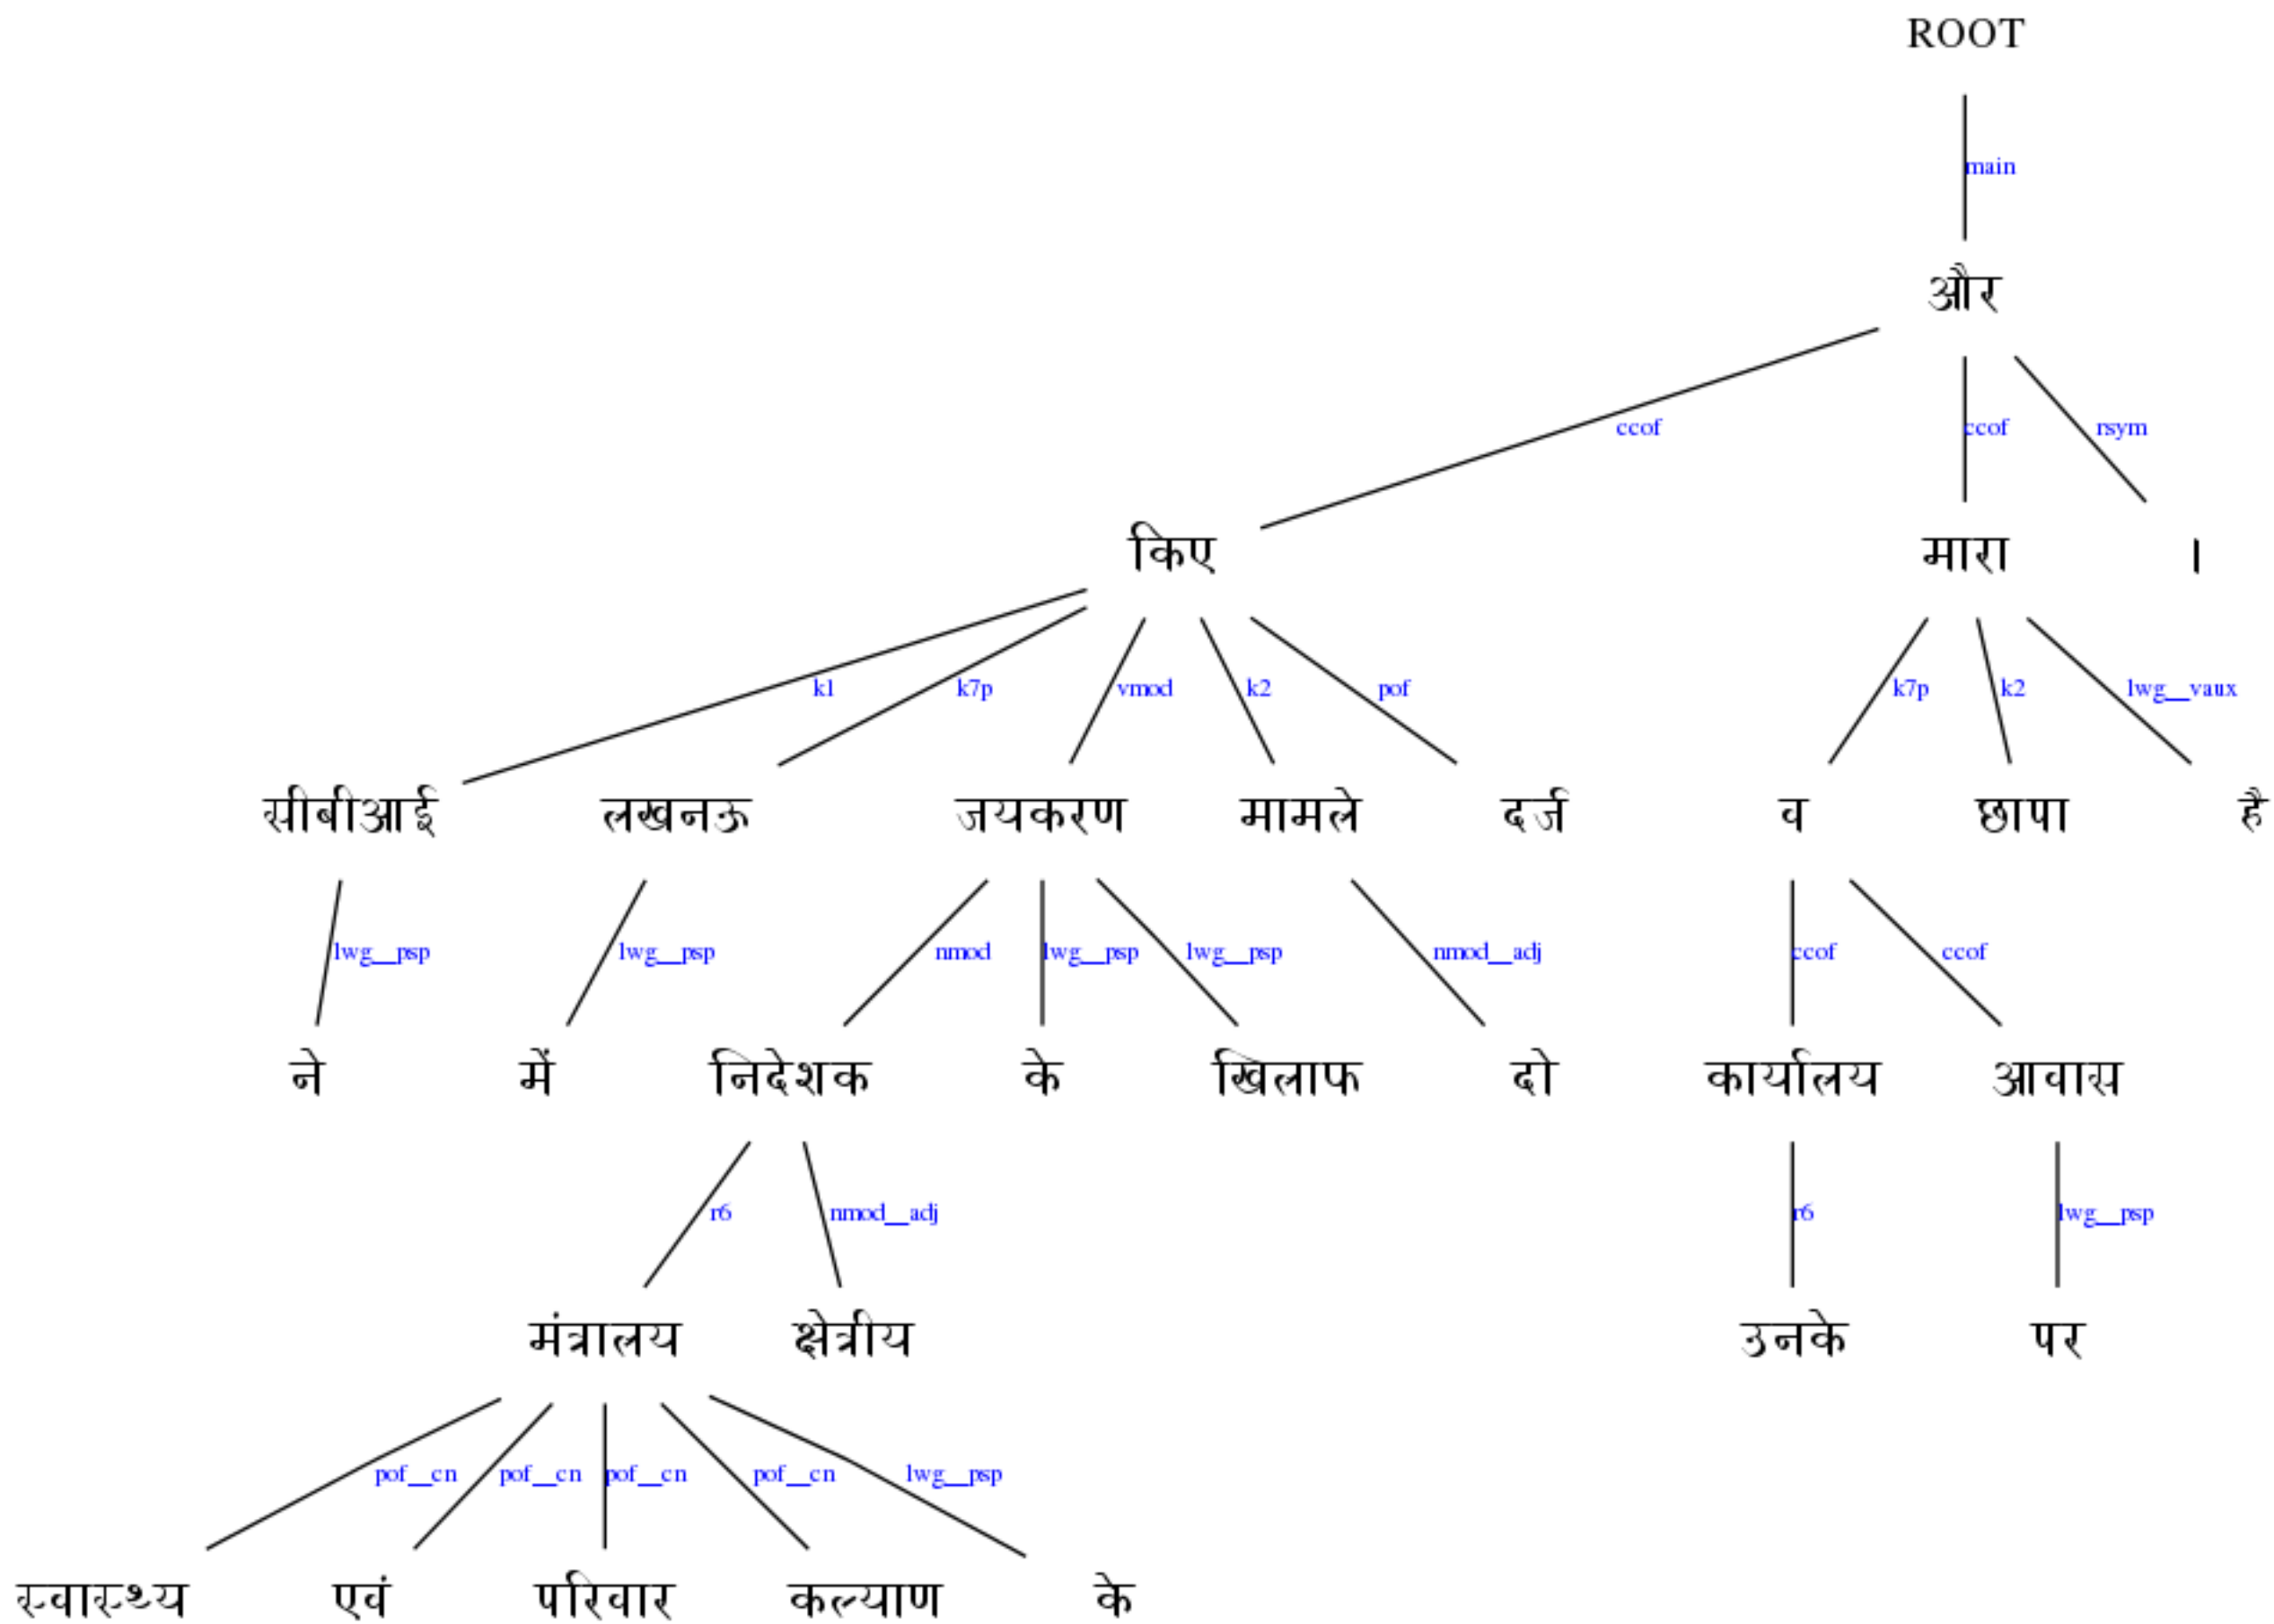 ROOT
main
और
ccof ccof rsym
किए मारा ।
k1 k7p vmod k2 pof k7p k2 lwg__vaux
सीबीआई लखनऊ जयकरण मामले दर्ज व छापा है
lwg__psp lwg__psp nmod lwg__psp lwg__psp nmod__adj ccof ccof
ने में निदेशक के खिलाफ दो कार्यालय आवास
r6 nmod__adj r6 lwg__psp
मंत्रालय क्षेत्रीय उनके पर
pof__cn pof__cn pof__cn pof__cn lwg__psp
स्वास्थ्य एवं परिवार कल्याण के